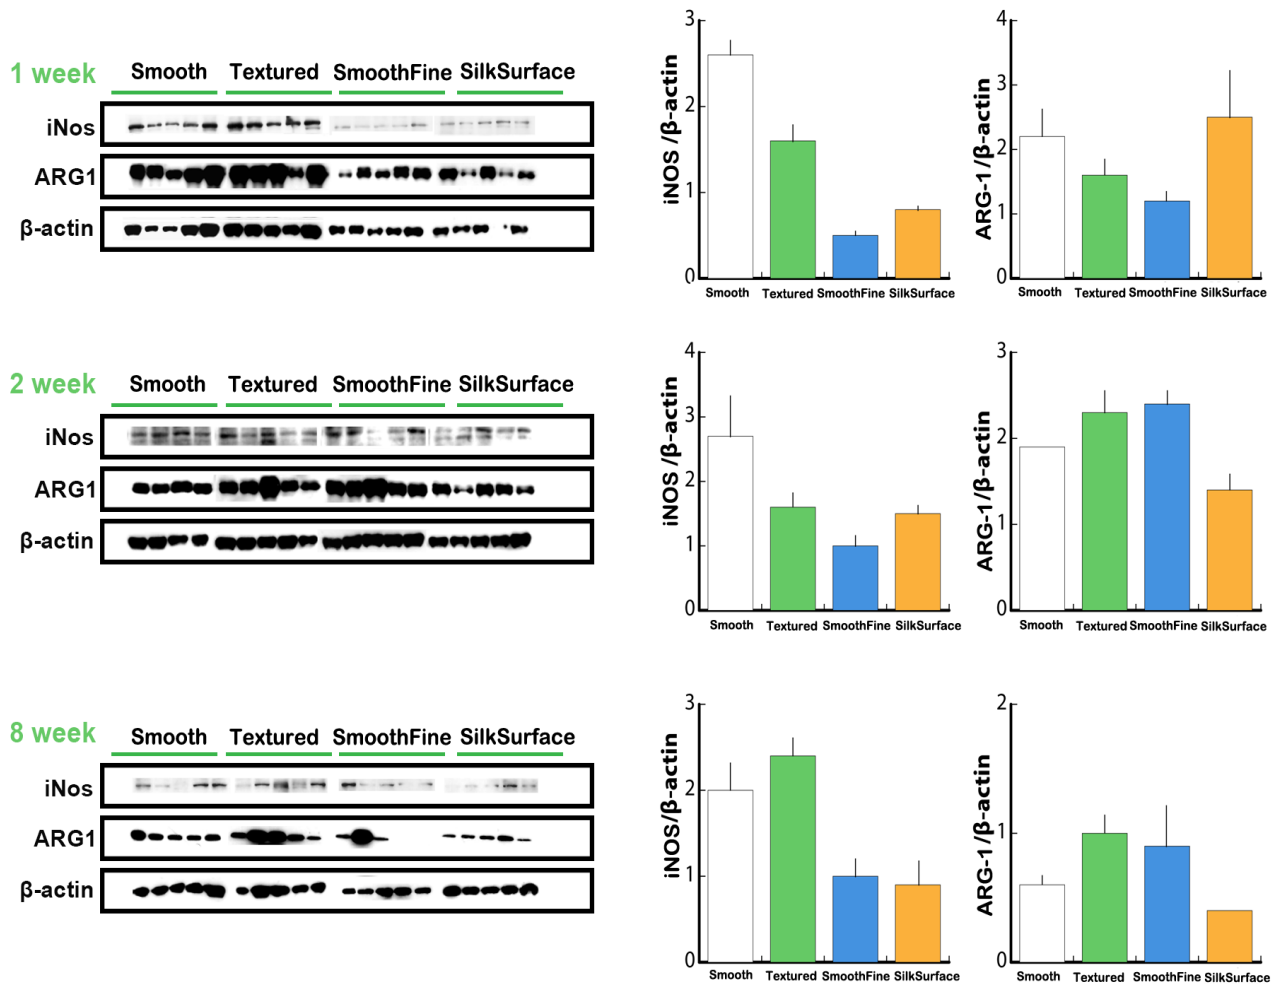 1 week
Smooth Textured SmoothFine SilkSurface
iNos
ARG1
β-actin
iNOS /β-actin
3
2
1
0
Smooth Textured SmoothFine SilkSurface
ARG-1 /β-actin
4
3
2
1
0
Smooth Textured SmoothFine SilkSurface
2 week
Smooth Textured SmoothFine SilkSurface
iNos
ARG1
β-actin
iNOS /β-actin
4
3
2
1
0
Smooth Textured SmoothFine SilkSurface
ARG-1 /β-actin
3
2
1
0
Smooth Textured SmoothFine SilkSurface
8 week
Smooth Textured SmoothFine SilkSurface
iNos
ARG1
β-actin
iNOS/β-actin
3
2
1
0
Smooth Textured SmoothFine SilkSurface
ARG-1 /β-actin
2
1
0
Smooth Textured SmoothFine SilkSurface